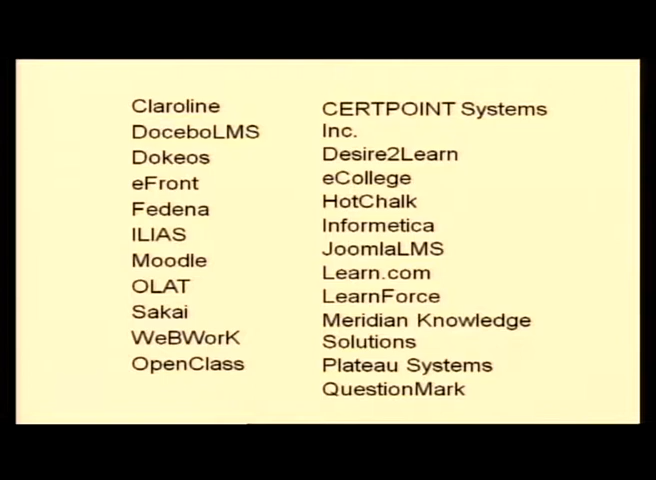 Claroline
DoceboLMS
Dokeos
eFront
Fedena
ILIAS
Moodle
OLAT
Sakai
WeBWorK
OpenClass
CERTPOINT Systems
Inc.
Desire2Learn
eCollege
HotChalk
Informetica
JoomlaLMS
Learn.com
LearnForce
Meridian Knowledge
Solutions
Plateau Systems
QuestionMark